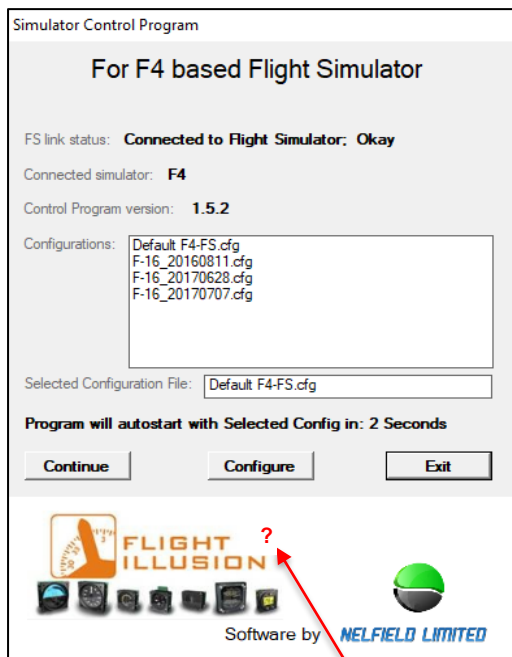 Simulator Control Program
For F4 based Flight Simulator
FS link status: Connected to Flight Simulator; Okay
Connected simulator: F4
Control Program version: 1.5.2
Configurations:
Default F4-FS.cfg
F-16_20160811.cfg
F-16_20170628.cfg
F-16_20170707.cfg
Selected Configuration File: Default F4-FS.cfg
Program will autostart with Selected Config in: 2 Seconds
Continue Configure Exit
FLIGHT ?
ILLUSION
Software by NELFIELD LIMITED